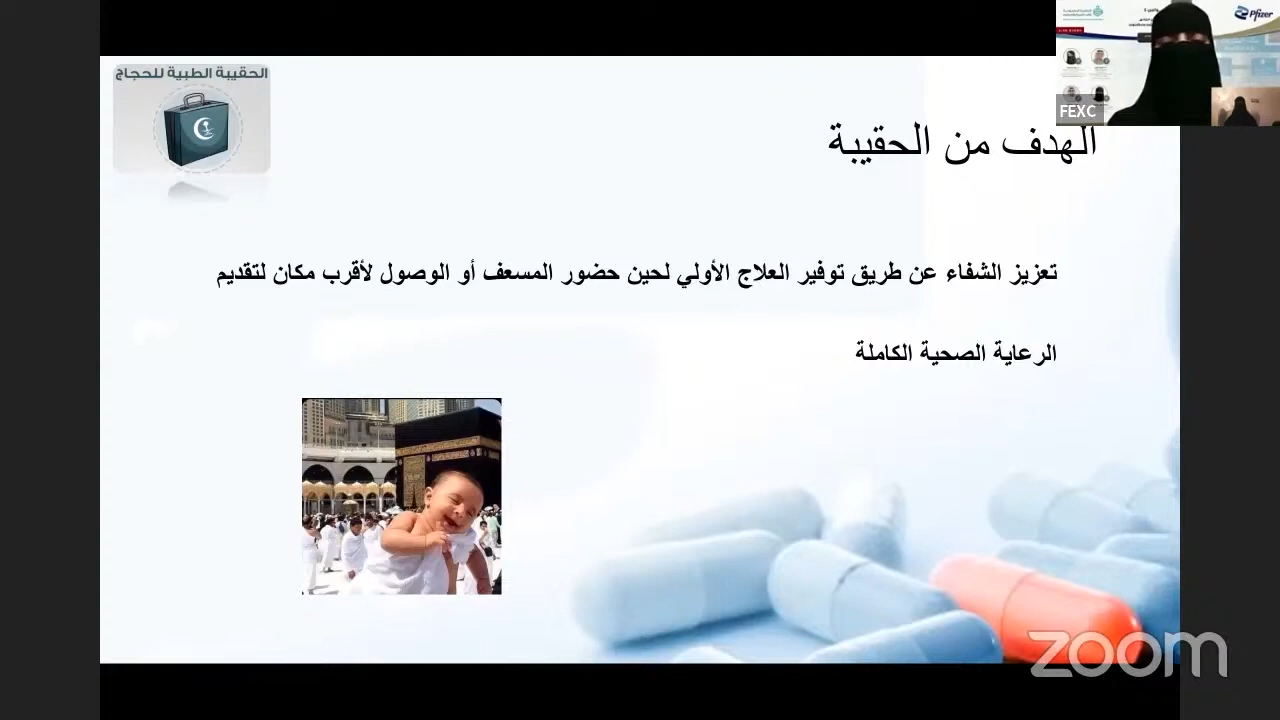 الحقيبة الطبية للحجاج
Pfizer
FEXC
الهدف من الحقيبة
تعزيز الشفاء عن طريق توفير العلاج الأولي لحين حضور المسعف أو الوصول لأقرب مكان لتقديم
الرعاية الصحية الكاملة
zoom